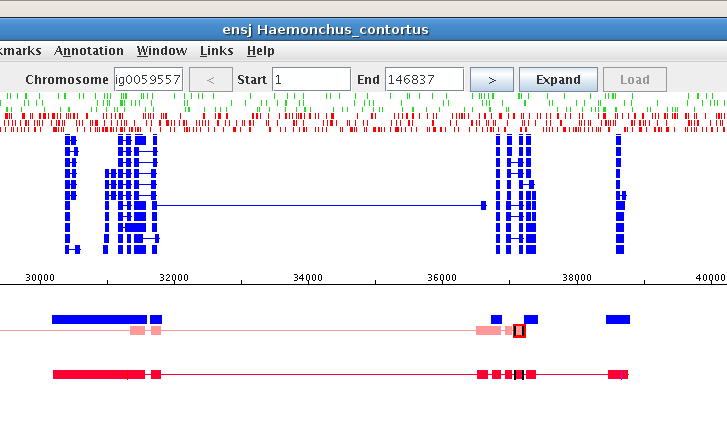 ensj Haemonchus_contortus
kmarks Annotation Window Links Help
Chromosome ig0059557 < Start 1 End 146837 > Expand Load
30000 32000 34000 36000 38000 40000